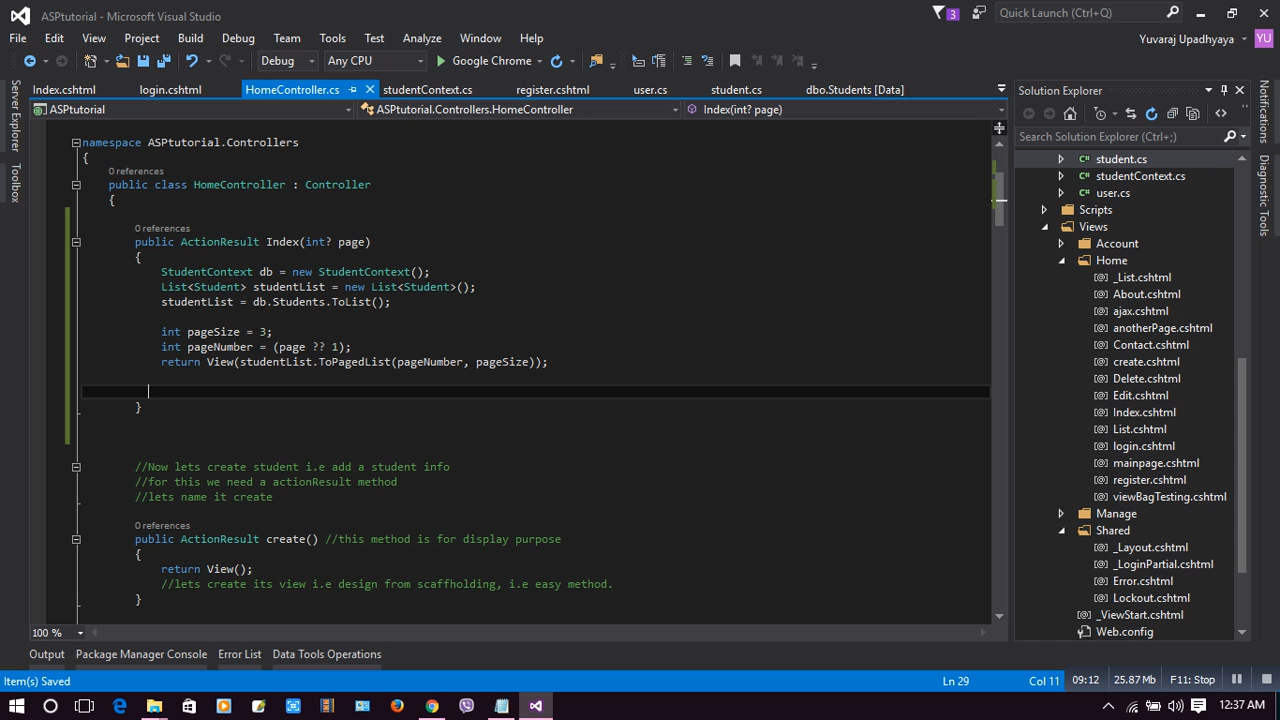 ASPtutorial - Microsoft Visual Studio
3
Quick Launch (Ctrl+Q)
File Edit View Project Build Debug Team Tools Test Analyze Window Help
Yuvaraj Upadhyaya
YU
Debug Any CPU Google Chrome
Index.cshtml login.cshtml HomeController.cs studentContext.cs register.cshtml user.cs student.cs dbo.Students [Data]
ASPtutorial ASPtutorial.Controllers.HomeController Index(int? page)
Server Explorer
Toolbox
namespace ASPtutorial.Controllers
{
0 references
public class HomeController : Controller
{
0 references
public ActionResult Index(int? page)
{
StudentContext db = new StudentContext();
List<Student> studentList = new List<Student>();
studentList = db.Students.ToList();
int pageSize = 3;
int pageNumber = (page ?? 1);
return View(studentList.ToPagedList(pageNumber, pageSize));
}
//Now lets create student i.e add a student info
//for this we need a actionResult method
//lets name it create
0 references
public ActionResult create() //this method is for display purpose
{
return View();
//lets create its view i.e design from scaffholding, i.e easy method.
}
100 %
Solution Explorer
Search Solution Explorer (Ctrl+;)
student.cs
studentContext.cs
user.cs
Scripts
Views
Account
Home
_List.cshtml
About.cshtml
ajax.cshtml
anotherPage.cshtml
Contact.cshtml
create.cshtml
Delete.cshtml
Edit.cshtml
Index.cshtml
List.cshtml
login.cshtml
mainpage.cshtml
register.cshtml
viewBagTesting.cshtml
Manage
Shared
_Layout.cshtml
_LoginPartial.cshtml
Error.cshtml
Lockout.cshtml
_ViewStart.cshtml
Web.config
Notifications
Diagnostic Tools
Output Package Manager Console Error List Data Tools Operations
Item(s) Saved Ln 29 Col 11 09:12 25.87 Mb F11: Stop
12:37 AM